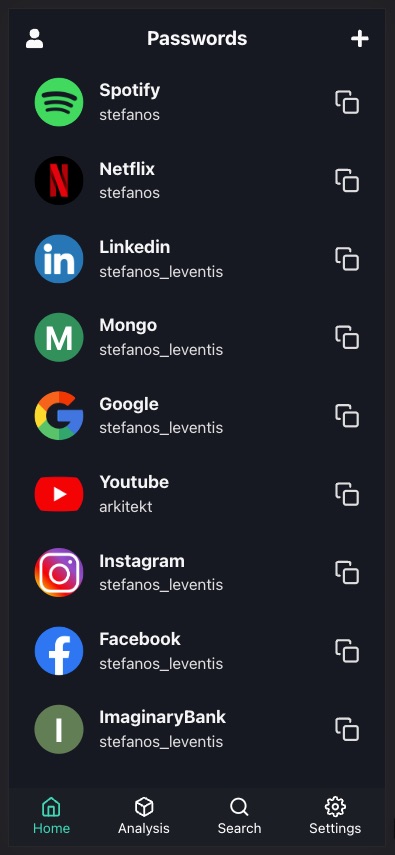 Passwords
Spotify
stefanos
N
Netflix
stefanos
in
Linkedin
stefanos_leventis
M
Mongo
stefanos_leventis
G
Google
stefanos_leventis
Youtube
arkitekt
Instagram
stefanos_leventis
f
Facebook
stefanos_leventis
I
ImaginaryBank
stefanos_leventis
Home Analysis Search Settings